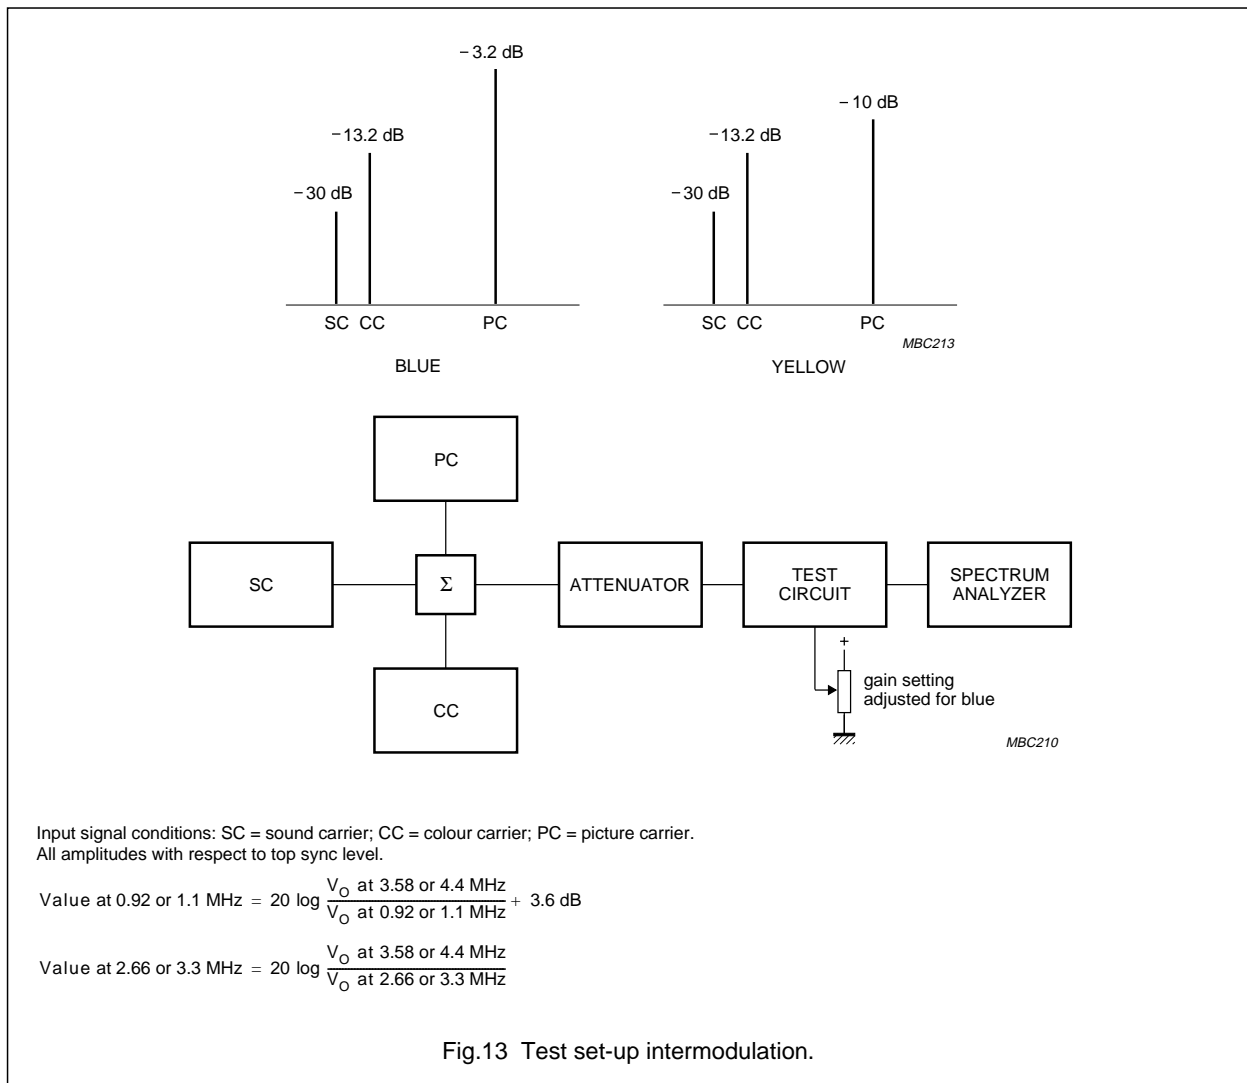 − 3.2 dB
−13.2 dB
− 30 dB
SC CC PC
BLUE
− 10 dB
−13.2 dB
− 30 dB
SC CC PC
MBC213
YELLOW
PC
SC
Σ
ATTENUATOR
TEST
CIRCUIT
SPECTRUM
ANALYZER
CC
+
gain setting
adjusted for blue
MBC210
Input signal conditions: SC = sound carrier; CC = colour carrier; PC = picture carrier.
All amplitudes with respect to top sync level.
Value at 0.92 or 1.1 MHz = 20 log
V_O at 3.58 or 4.4 MHz
V_O at 0.92 or 1.1 MHz
+ 3.6 dB
Value at 2.66 or 3.3 MHz = 20 log
V_O at 3.58 or 4.4 MHz
V_O at 2.66 or 3.3 MHz
Fig.13 Test set-up intermodulation.